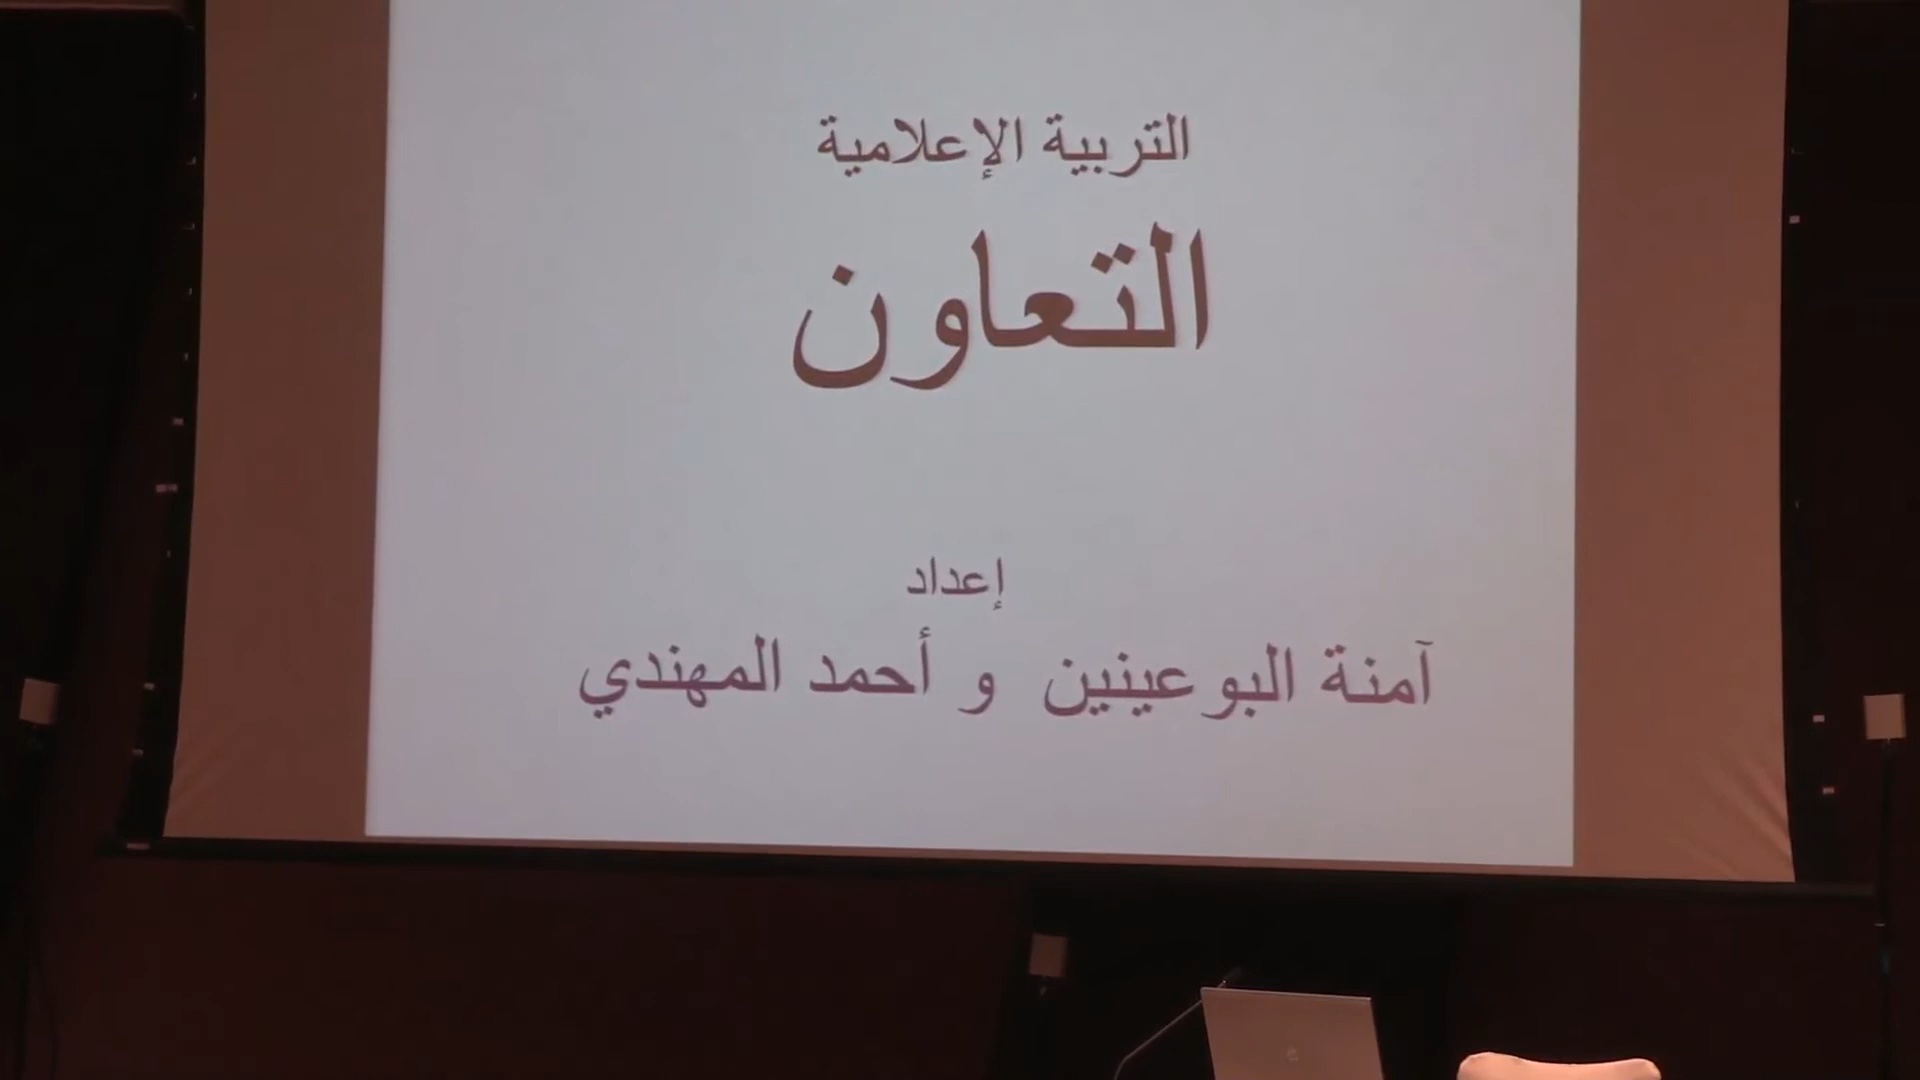 التربية الإعلامية
التعاون
إعداد
آمنة البوعينين و أحمد المهندي